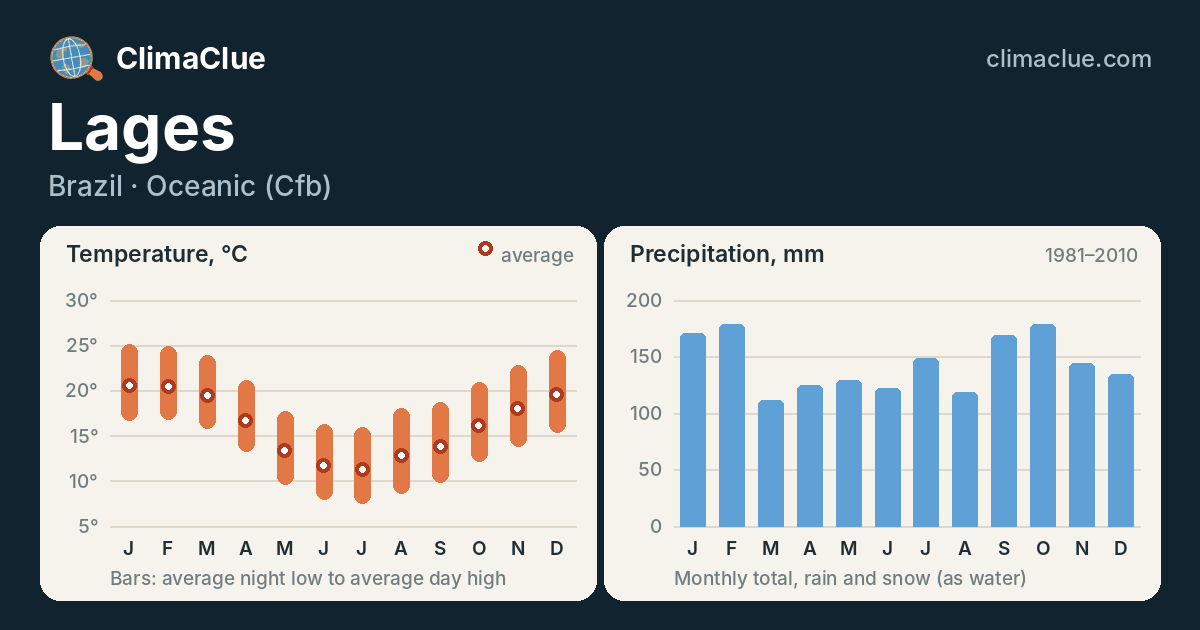 ClimaClue
climaclue.com
Lages
Brazil · Oceanic (Cfb)
Temperature, °C
average
30°
25°
20°
15°
10°
5°
J F M A M J J A S O N D
Bars: average night low to average day high
Precipitation, mm
1981–2010
200
150
100
50
0
J F M A M J J A S O N D
Monthly total, rain and snow (as water)